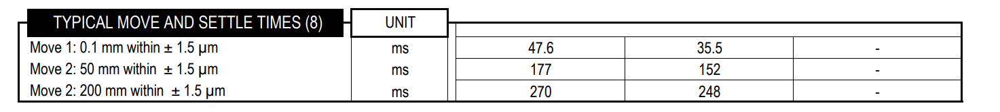 TYPICAL MOVE AND SETTLE TIMES (8) UNIT
Move 1: 0.1 mm within ± 1.5 µm ms 47.6 35.5 -
Move 2: 50 mm within ± 1.5 µm ms 177 152 -
Move 2: 200 mm within ± 1.5 µm ms 270 248 -